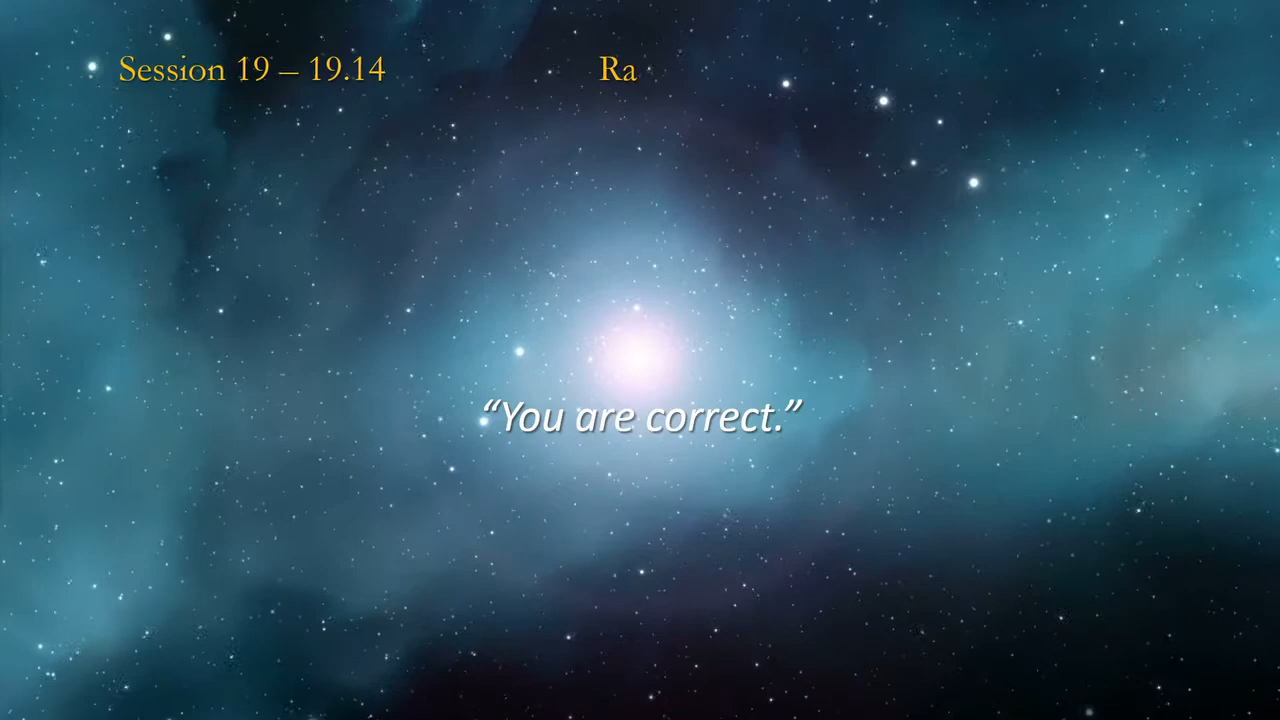 Session 19 – 19.14
Ra
“You are correct.”